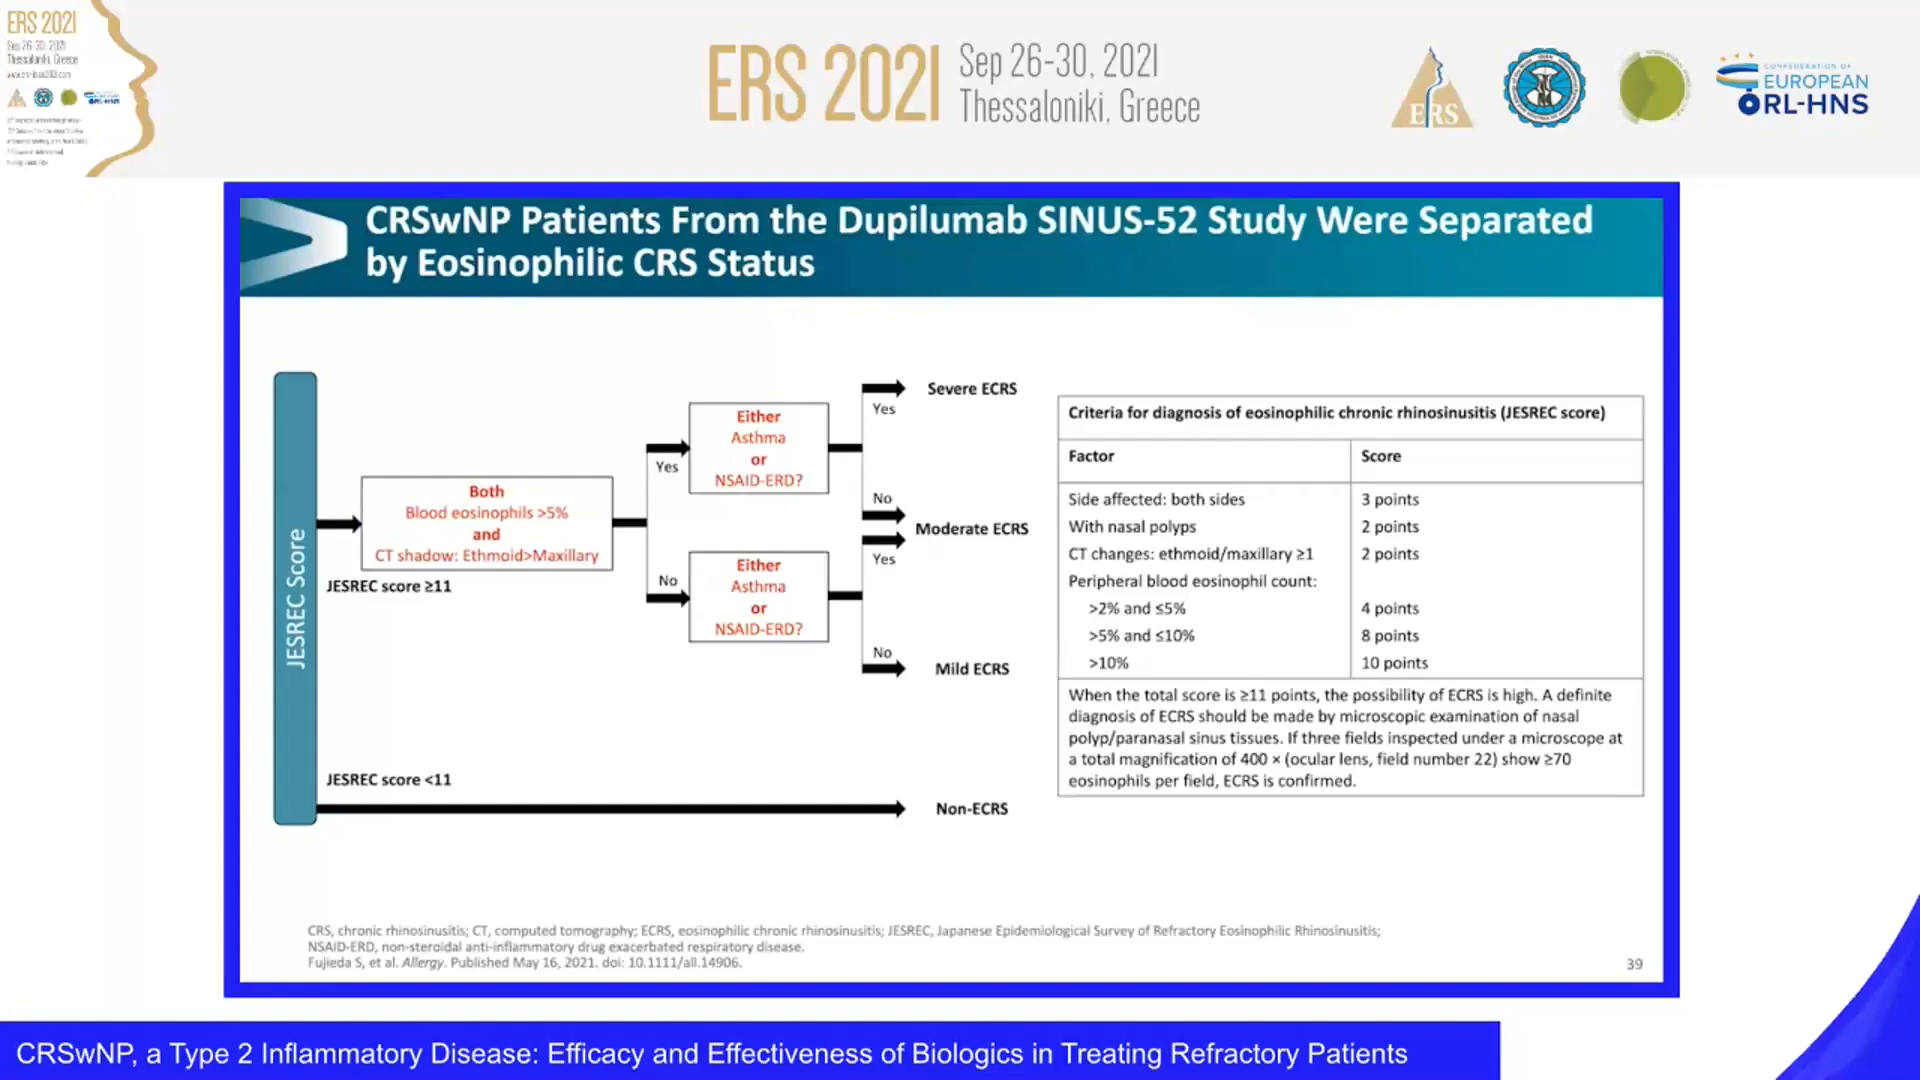 ERS 2021
Sep 26-30, 2021
Thessaloniki, Greece
ERS 2021
Sep 26-30, 2021
Thessaloniki, Greece
ERS
CONFEDERATION OF
EUROPEAN
ORL-HNS
CRSwNP Patients From the Dupilumab SINUS-52 Study Were Separated
by Eosinophilic CRS Status
JESREC Score
Both
Blood eosinophils >5%
and
CT shadow: Ethmoid>Maxillary
JESREC score ≥11
Yes
No
Either
Asthma
or
NSAID-ERD?
Either
Asthma
or
NSAID-ERD?
Yes
No
Yes
No
Severe ECRS
Moderate ECRS
Mild ECRS
JESREC score <11
Non-ECRS
Criteria for diagnosis of eosinophilic chronic rhinosinusitis (JESREC score)
Factor Score
Side affected: both sides 3 points
With nasal polyps 2 points
CT changes: ethmoid/maxillary ≥1 2 points
Peripheral blood eosinophil count:
>2% and ≤5% 4 points
>5% and ≤10% 8 points
>10% 10 points
When the total score is ≥11 points, the possibility of ECRS is high. A definite
diagnosis of ECRS should be made by microscopic examination of nasal
polyp/paranasal sinus tissues. If three fields inspected under a microscope at
a total magnification of 400 × (ocular lens, field number 22) show ≥70
eosinophils per field, ECRS is confirmed.
CRS, chronic rhinosinusitis; CT, computed tomography; ECRS, eosinophilic chronic rhinosinusitis; JESREC, Japanese Epidemiological Survey of Refractory Eosinophilic Rhinosinusitis;
NSAID-ERD, non-steroidal anti-inflammatory drug exacerbated respiratory disease.
Fujieda S, et al. Allergy. Published May 16, 2021. doi: 10.1111/all.14906.
39
CRSwNP, a Type 2 Inflammatory Disease: Efficacy and Effectiveness of Biologics in Treating Refractory Patients